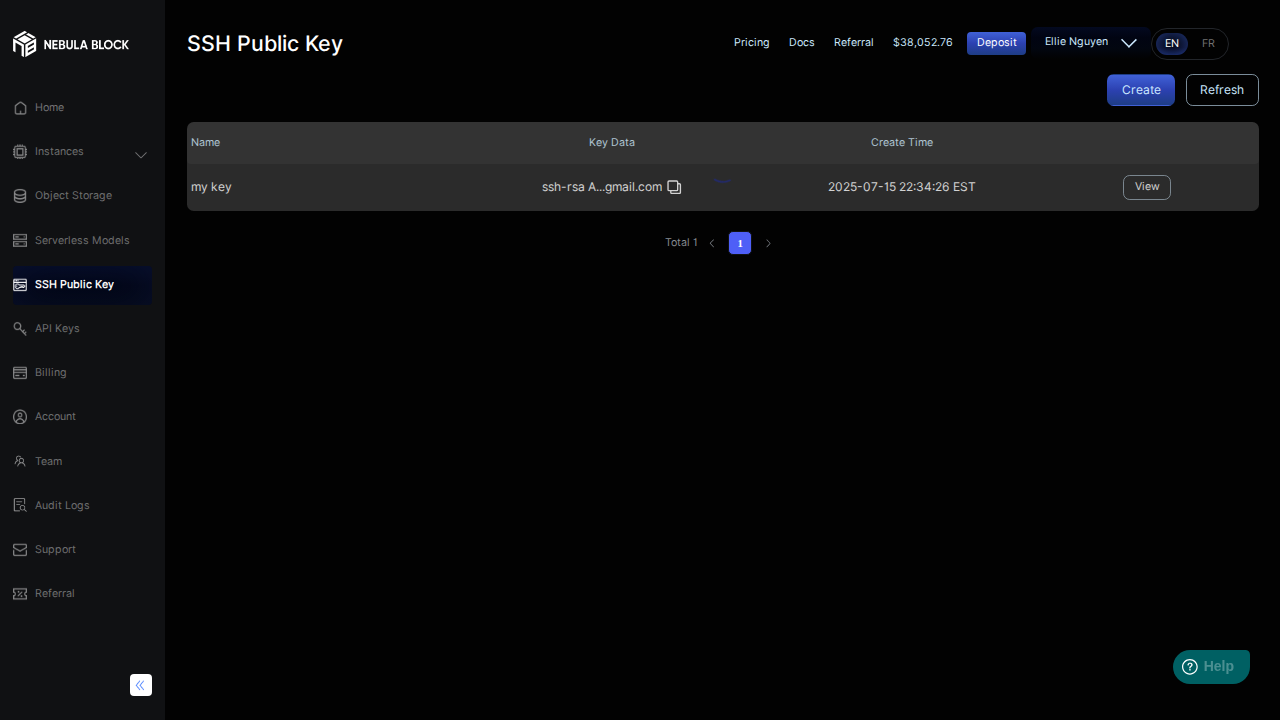 NEBULA BLOCK
Home
Instances
Object Storage
Serverless Models
SSH Public Key
API Keys
Billing
Account
Team
Audit Logs
Support
Referral
SSH Public Key
Pricing Docs Referral $38,052.76 Deposit Ellie Nguyen EN FR
Create Refresh
Name Key Data Create Time
my key ssh-rsa A...gmail.com 2025-07-15 22:34:26 EST View
Total 1 1
Help